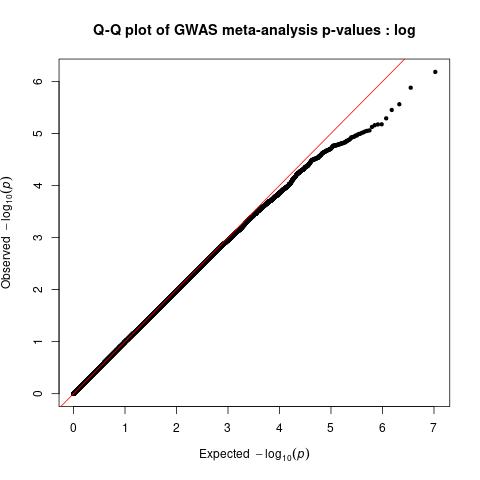 Q-Q plot of GWAS meta-analysis p-values : log
Observed −log₁₀(p)
6
5
4
3
2
1
0
0 1 2 3 4 5 6 7
Expected −log₁₀(p)